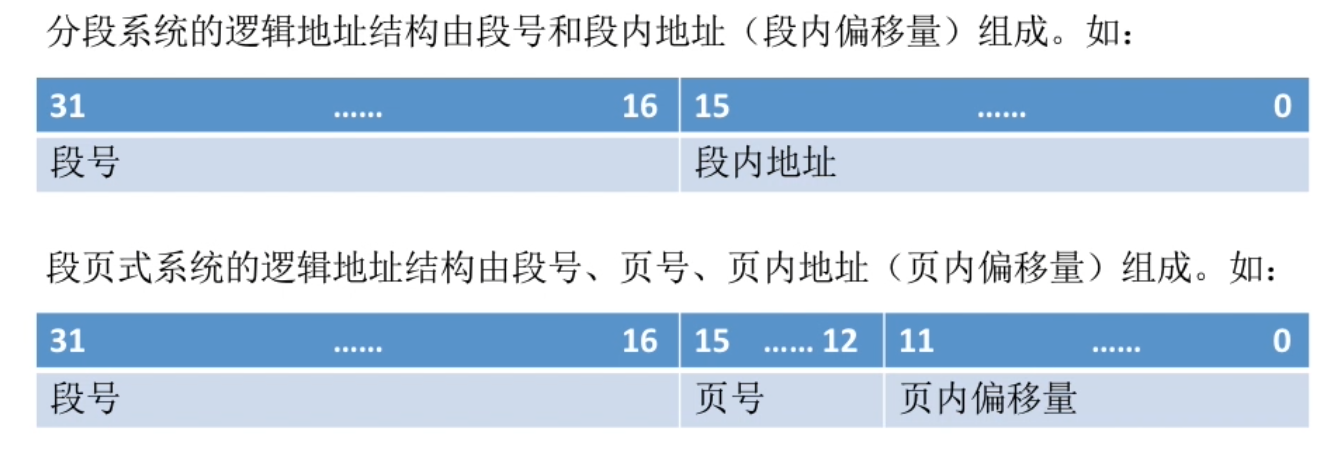 分段系统的逻辑地址结构由段号和段内地址（段内偏移量）组成。如：
31 …… 16 15 …… 0
段号 段内地址
段页式系统的逻辑地址结构由段号、页号、页内地址（页内偏移量）组成。如：
31 …… 16 15 …… 12 11 …… 0
段号 页号 页内偏移量